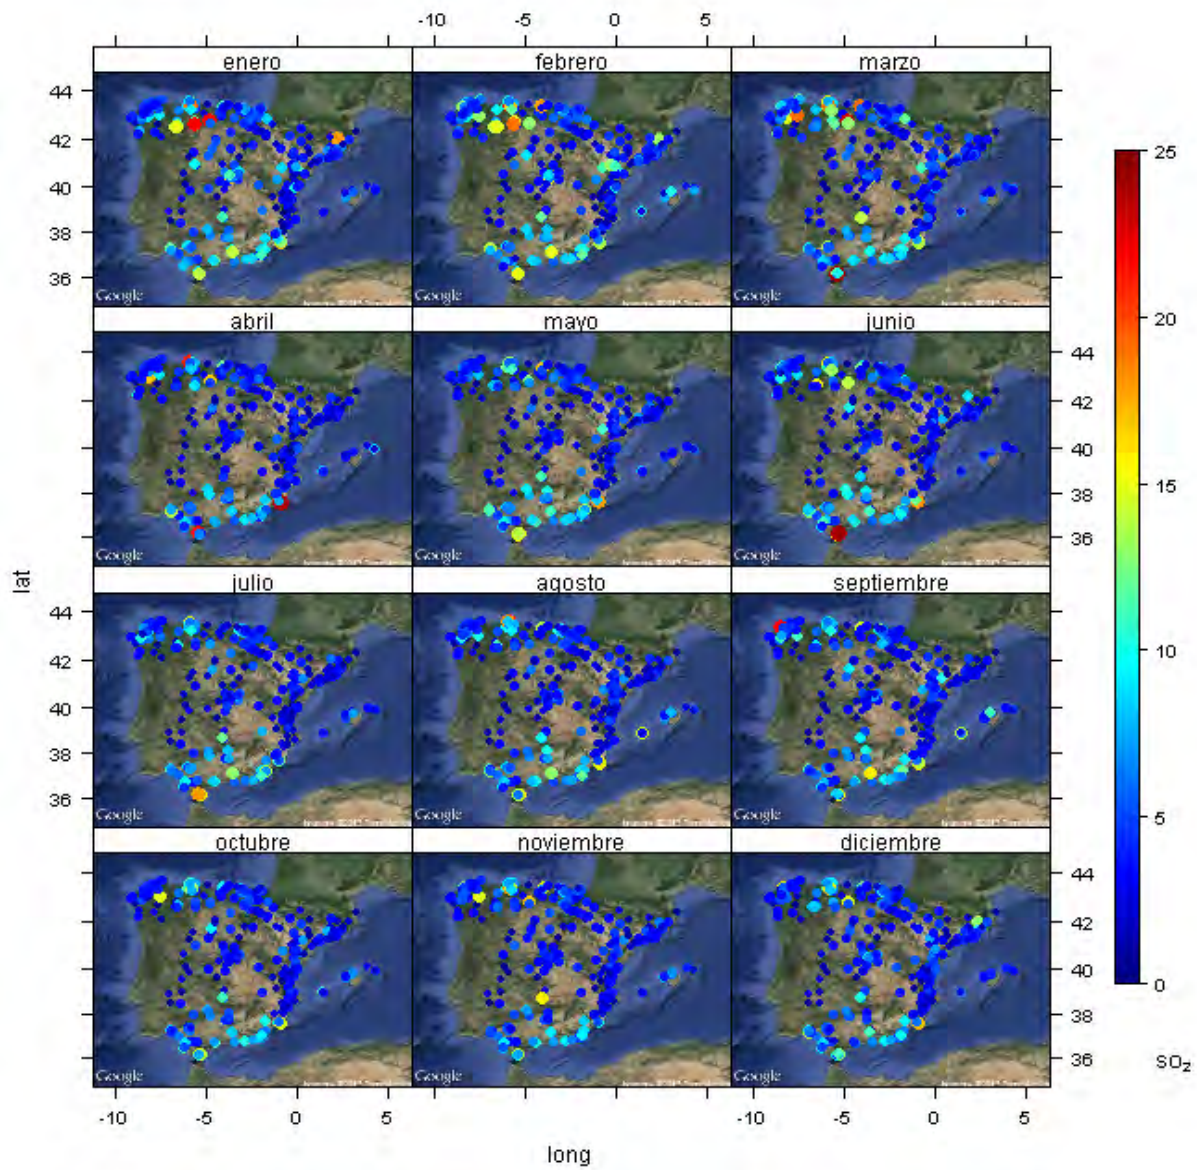 -10 -5 0 5
enero febrero marzo
44
42
40
38
36
Google Google Google
25
20
15
10
5
0
abril mayo junio
44
42
40
38
36
Google Google Google
lat
julio agosto septiembre
44
42
40
38
36
Google Google Google
octubre noviembre diciembre
44
42
40
38
36
Google Google Google
SO₂
-10 -5 0 5
-10 -5 0 5
long